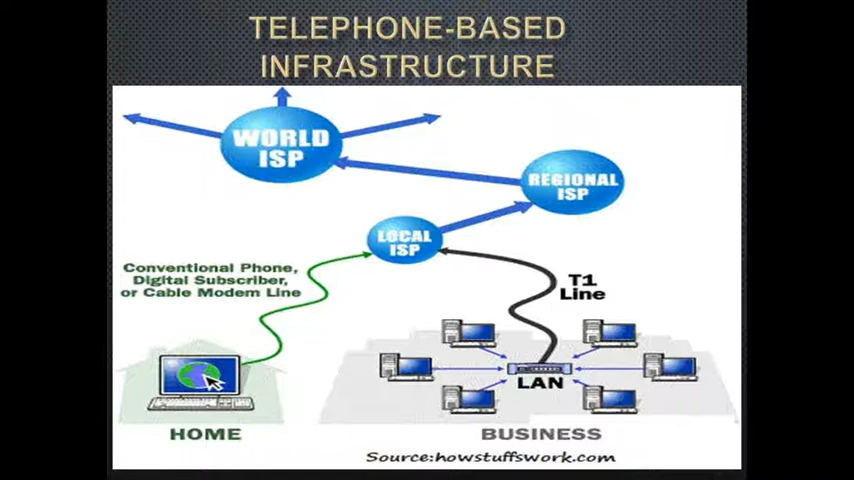 TELEPHONE-BASED
INFRASTRUCTURE
WORLD
ISP
REGIONAL
ISP
LOCAL
ISP
Conventional Phone,
Digital Subscriber,
or Cable Modem Line
T1
Line
LAN
HOME
BUSINESS
Source:howstuffswork.com